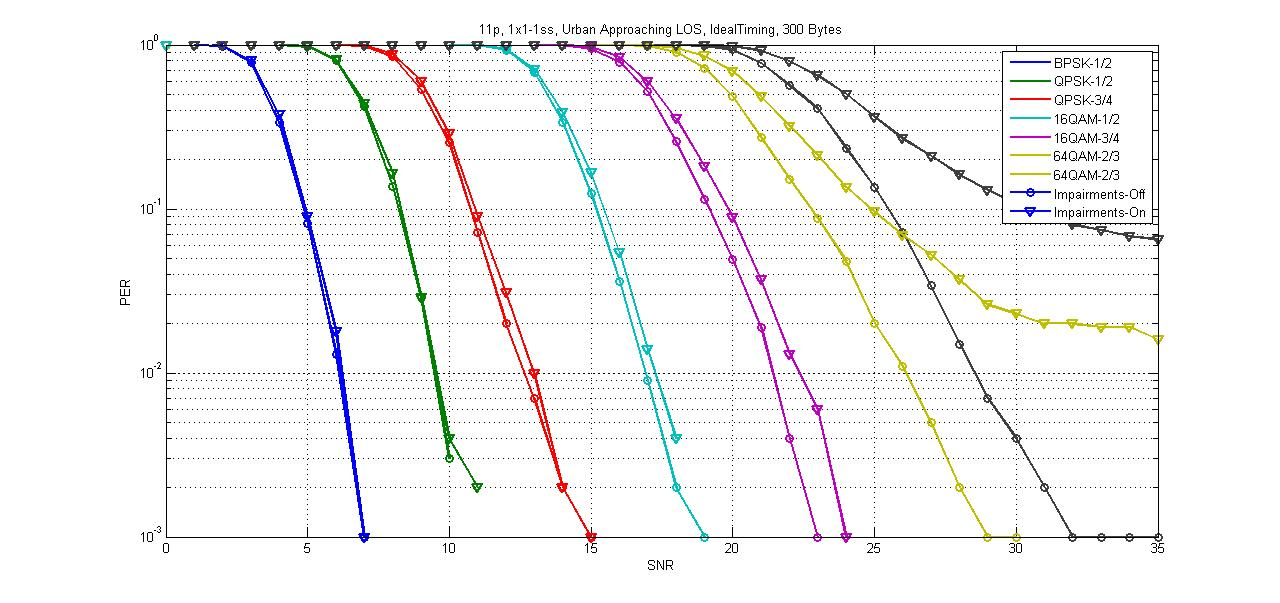 11p, 1x1-1ss, Urban Approaching LOS, IdealTiming, 300 Bytes
10^0
10^-1
10^-2
10^-3
PER
0 5 10 15 20 25 30 35
SNR
BPSK-1/2
QPSK-1/2
QPSK-3/4
16QAM-1/2
16QAM-3/4
64QAM-2/3
64QAM-2/3
Impairments-Off
Impairments-On